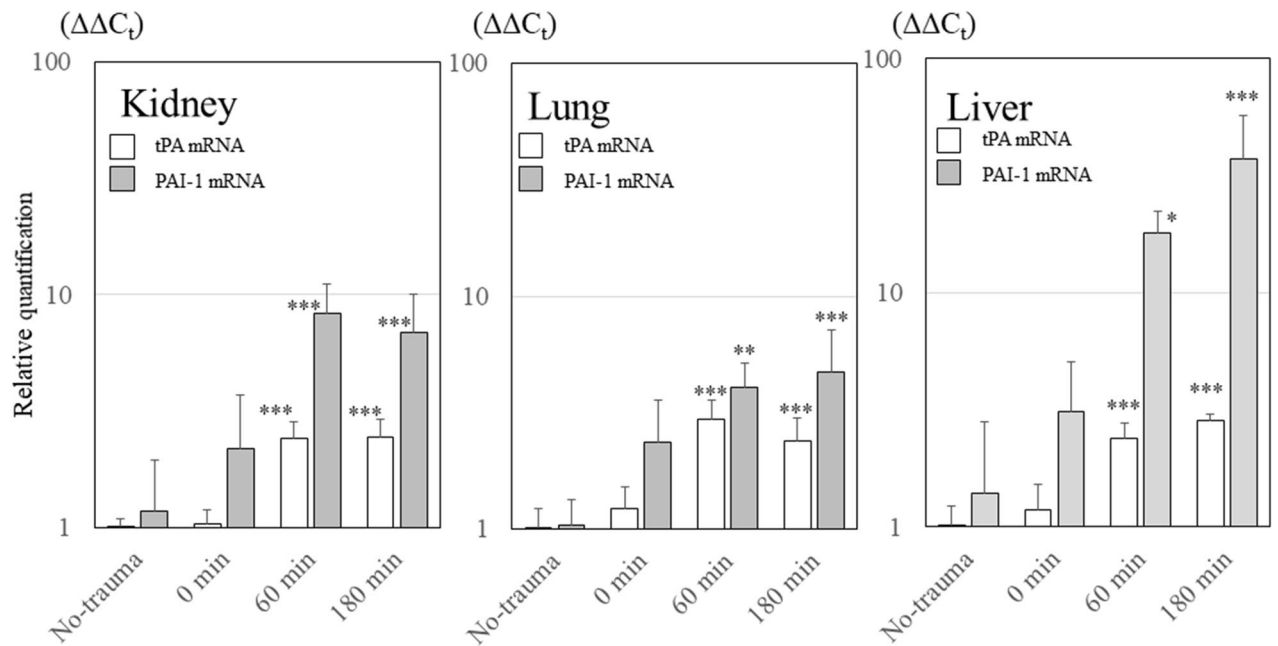 (ΔΔCt)
100
Kidney
tPA mRNA
PAI-1 mRNA
Relative quantification
10
1
***
***
***
***
No-trauma
0 min
60 min
180 min
(ΔΔCt)
100
Lung
tPA mRNA
PAI-1 mRNA
10
1
***
**
***
***
No-trauma
0 min
60 min
180 min
(ΔΔCt)
100
Liver
tPA mRNA
PAI-1 mRNA
10
1
***
*
***
***
No-trauma
0 min
60 min
180 min